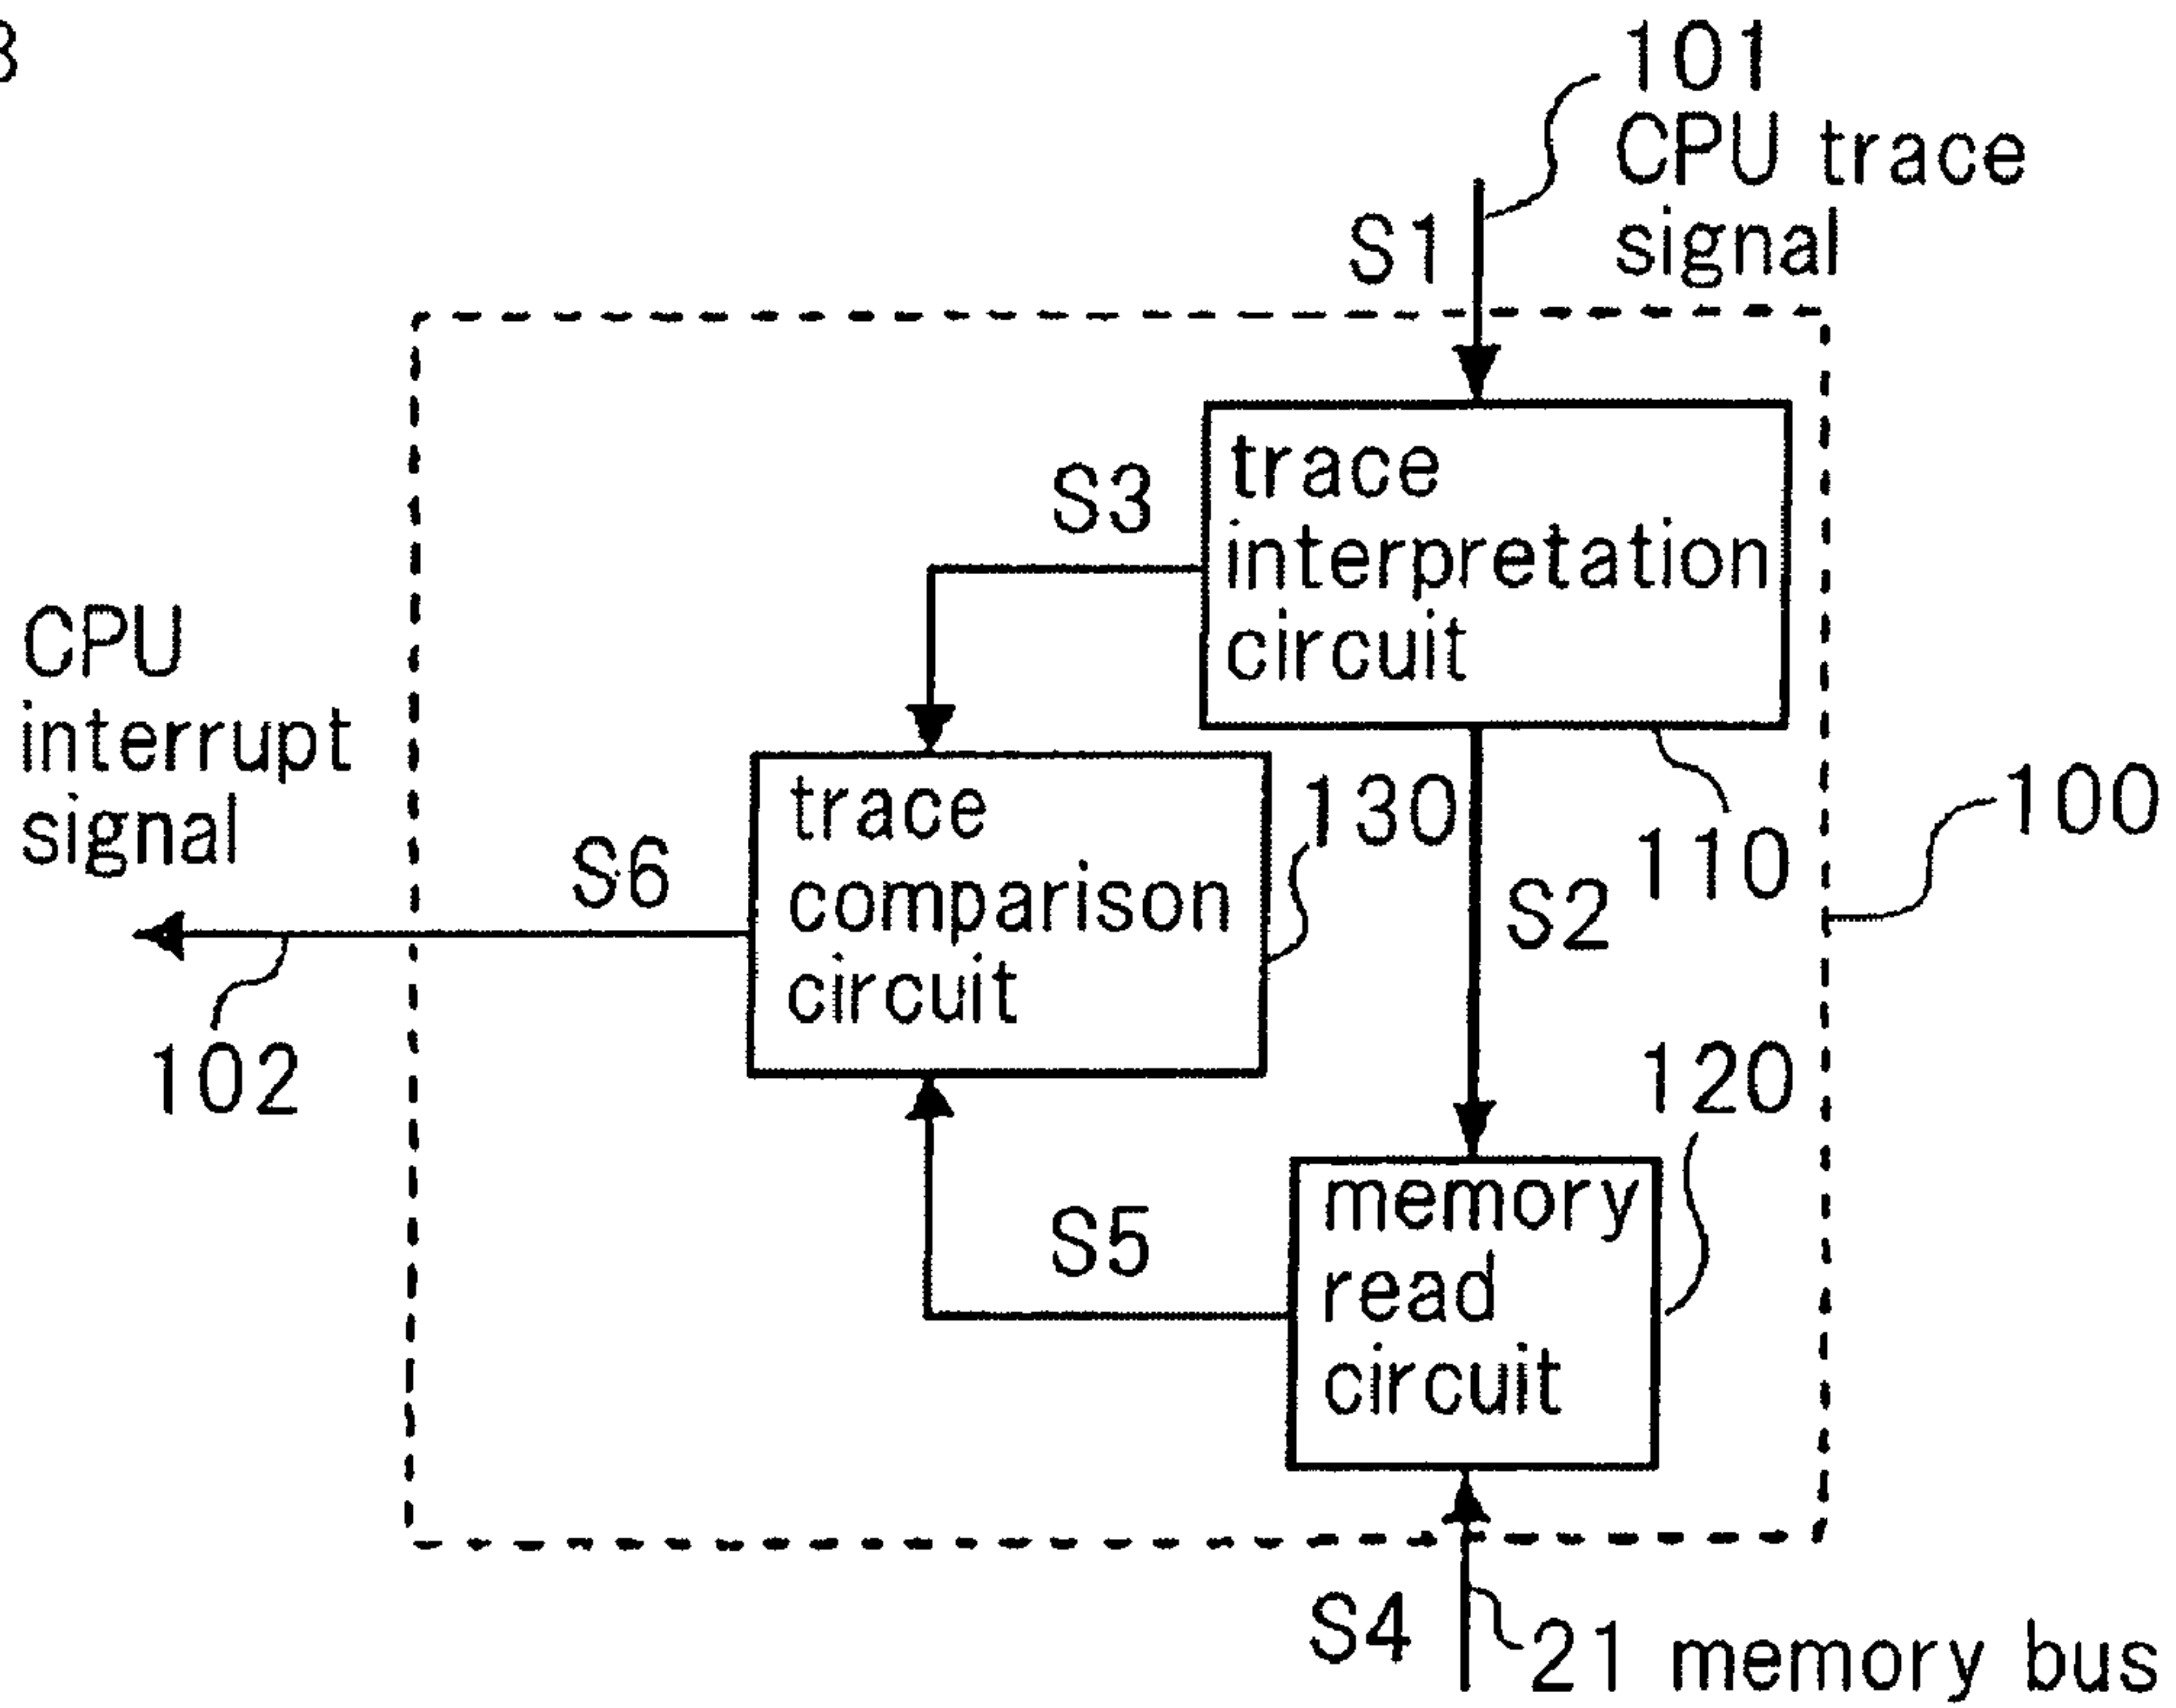 101
CPU trace
signal
S1
trace
interpretation
circuit
S3
CPU
interrupt
signal
trace
comparison
circuit
130
110
100
S6
S2
102
120
memory
read
circuit
S5
S4
21 memory bus